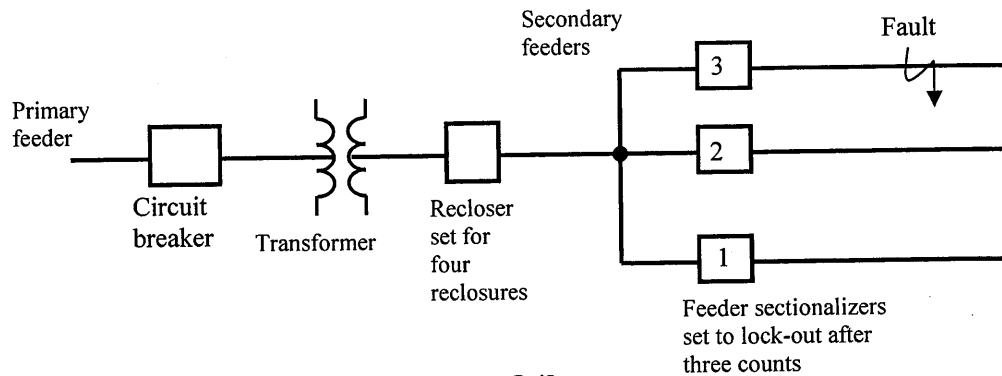 Secondary
feeders
Fault
3
Primary
feeder
2
Circuit
breaker
Transformer
Recloser
set for
four
reclosures
1
Feeder sectionalizers
set to lock-out after
three counts